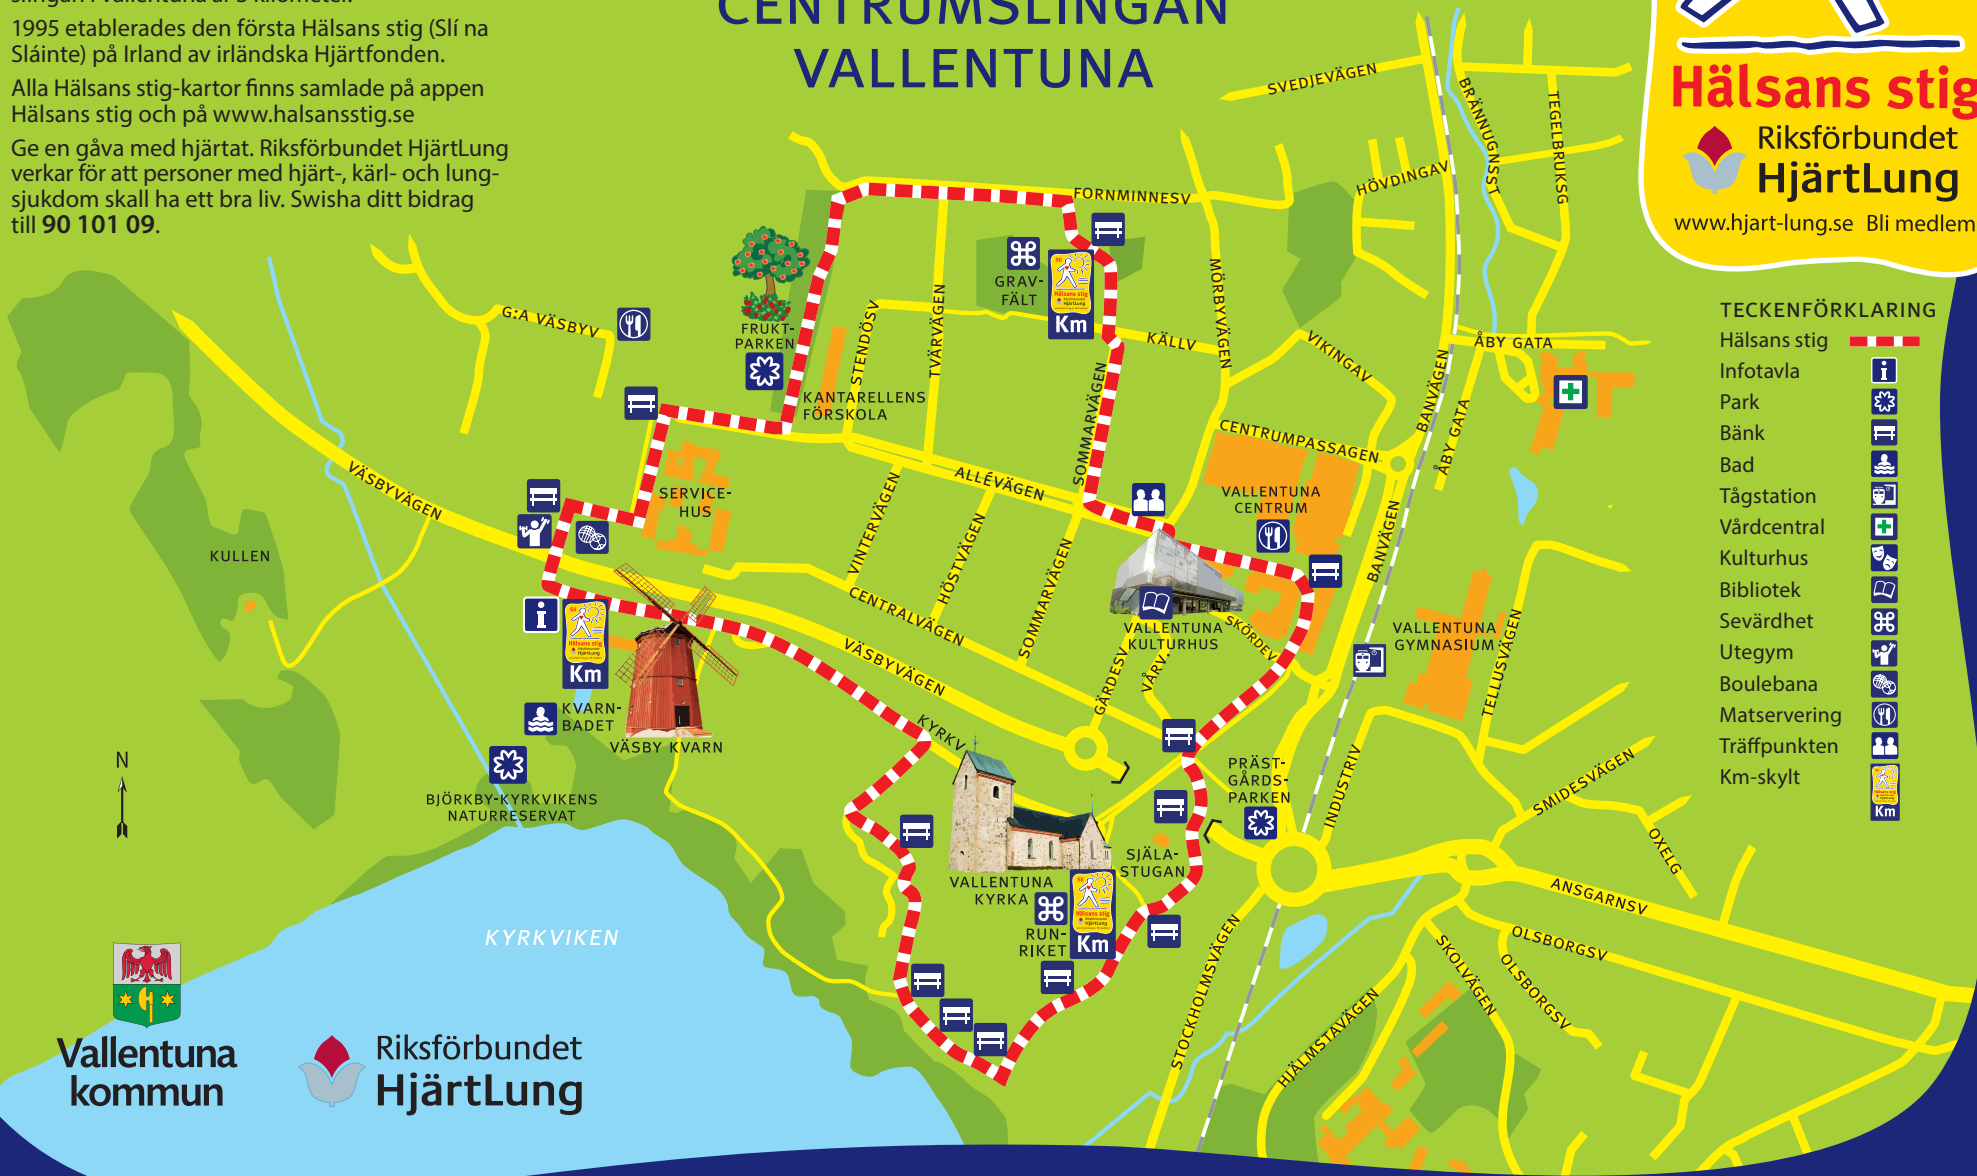 1995 etablerades den första Hälsans stig (Slí na
Sláinte) på Irland av irländska Hjärtfonden.
Alla Hälsans stig-kartor finns samlade på appen
Hälsans stig och på www.halsansstig.se
Ge en gåva med hjärtat. Riksförbundet HjärtLung
verkar för att personer med hjärt-, kärl- och lung-
sjukdom skall ha ett bra liv. Swisha ditt bidrag
till 90 101 09.
CENTRUMSLINGAN
VALLENTUNA
Hälsans stig
Riksförbundet
HjärtLung
www.hjart-lung.se Bli medlem
TECKENFÖRKLARING
Hälsans stig
Infotavla
Park
Bänk
Bad
Tågstation
Vårdcentral
Kulturhus
Bibliotek
Sevärdhet
Utegym
Boulebana
Matservering
Träffpunkten
Km-skylt
Km
SVEDJEVÄGEN
BRÄNNUGNSST
TEGELBRUKSG
HÖVDINGAV
FORNMINNESV
MÖRBYVÄGEN
GRAV-
FÄLT
Hälsans stig
Km
FRUKT-
PARKEN
G:A VÄSBYV
STENDÖSV
TVÄRVÄGEN
KÄLLV
VIKINGAV
BANVÄGEN
ÅBY GATA
ÅBY GATA
KANTARELLENS
FÖRSKOLA
SOMMARVÄGEN
CENTRUMPASSAGEN
VÄSBYVÄGEN
SERVICE-
HUS
ALLÉVÄGEN
VINTERVÄGEN
HÖSTVÄGEN
SOMMARVÄGEN
VALLENTUNA
CENTRUM
BANVÄGEN
KULLEN
CENTRALVÄGEN
VÄSBYVÄGEN
VALLENTUNA
KULTURHUS
SKÖRDEV
GÄRDESV
VÅRV.
VALLENTUNA
GYMNASIUM
TELLUSVÄGEN
Hälsans stig
Km
KVARN-
BADET
VÄSBY KVARN
KYRKV
N
BJÖRKBY-KYRKVIKENS
NATURRESERVAT
PRÄST-
GÅRDS-
PARKEN
INDUSTRIV
SMIDESVÄGEN
OXELG
SJÄLA-
STUGAN
VALLENTUNA
KYRKA
RUN-
RIKET
Hälsans stig
Km
ANSGARNSV
OLSBORGSV
OLSBORGSV
SKOLVÄGEN
STOCKHOLMSVÄGEN
HJÄLMSTAVÄGEN
KYRKVIKEN
Vallentuna
kommun
Riksförbundet
HjärtLung